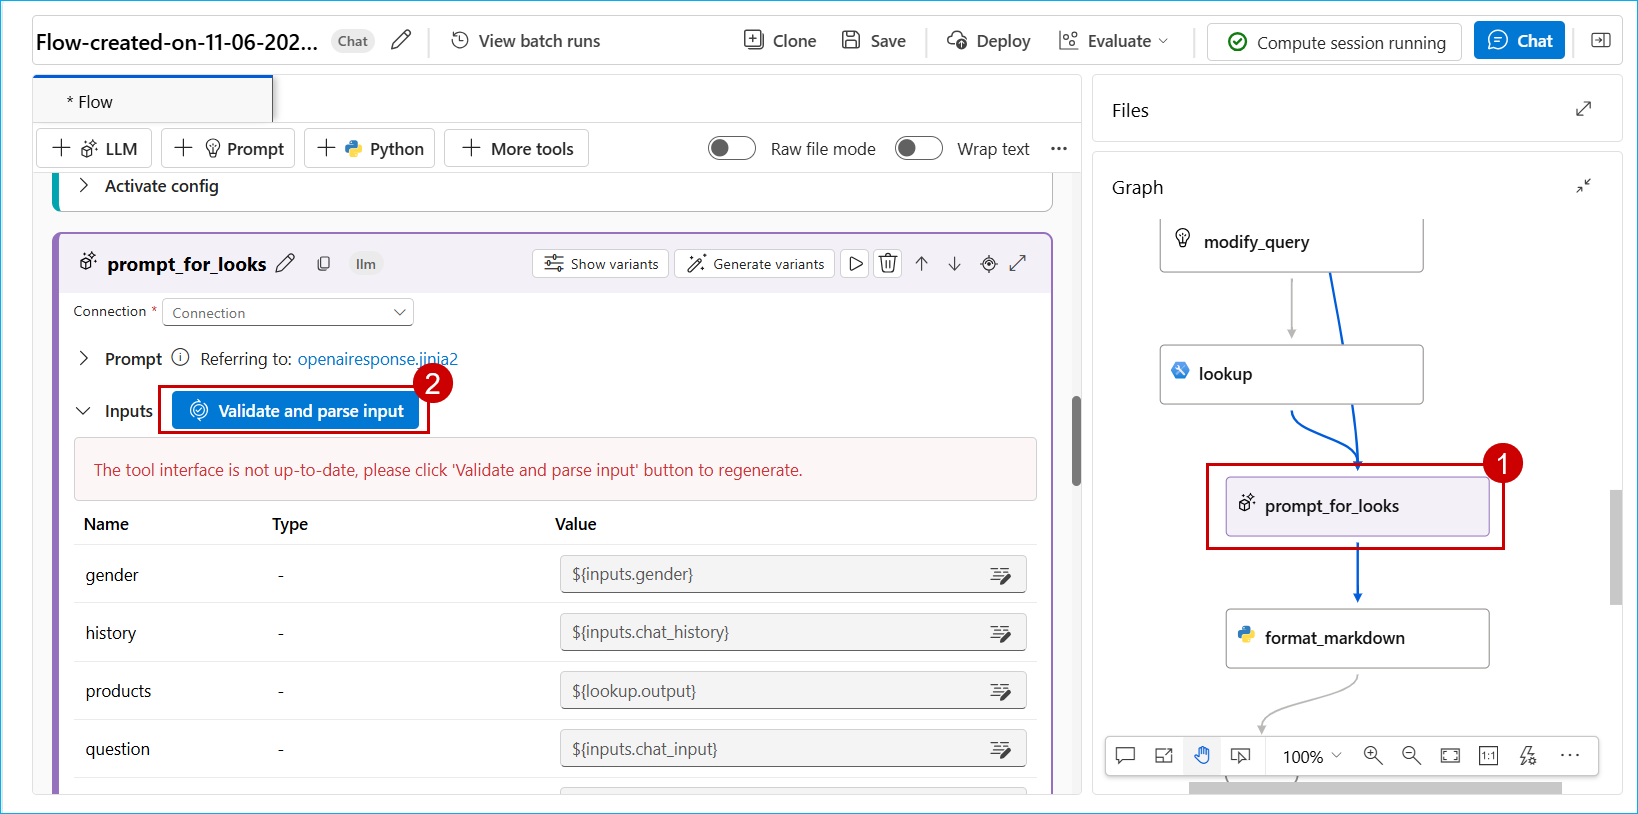 Flow-created-on-11-06-202... Chat View batch runs Clone Save Deploy Evaluate Compute session running Chat
* Flow
LLM Prompt Python More tools Raw file mode Wrap text ...
Activate config
prompt_for_looks llm Show variants Generate variants
Connection * Connection
Prompt Referring to: openairesponse.jinja2
2
Inputs Validate and parse input
The tool interface is not up-to-date, please click 'Validate and parse input' button to regenerate.
Name Type Value
gender - ${inputs.gender}
history - ${inputs.chat_history}
products - ${lookup.output}
question - ${inputs.chat_input}
Files
Graph
modify_query
lookup
1
prompt_for_looks
format_markdown
100% 1:1 ...